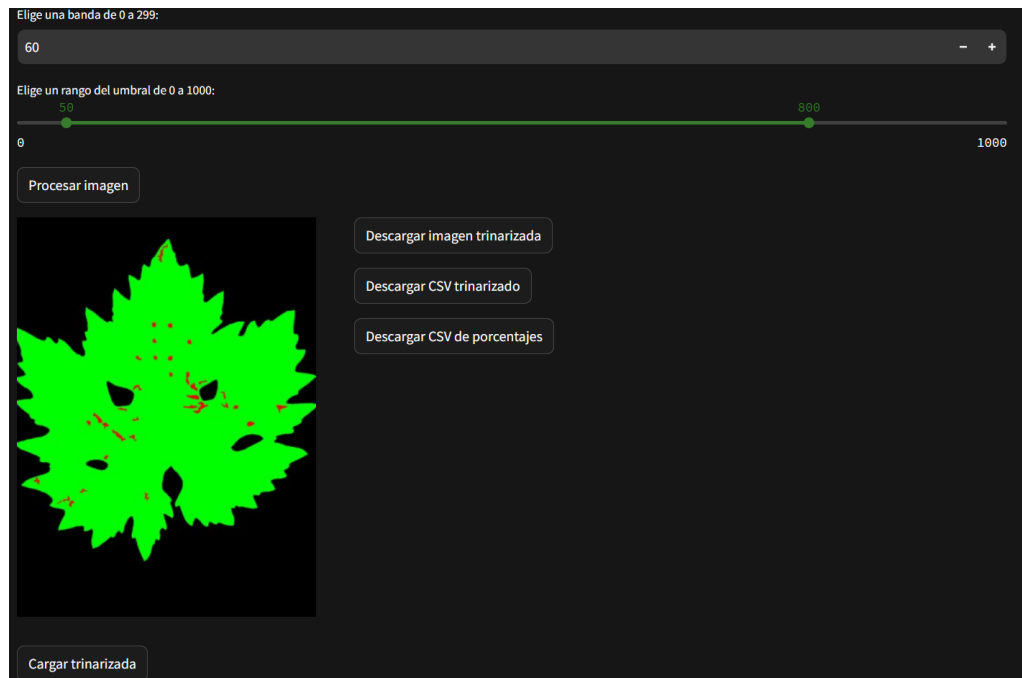 Elige una banda de 0 a 299:
60
- +
Elige un rango del umbral de 0 a 1000:
50 800
0 1000
Procesar imagen
Descargar imagen trinarizada
Descargar CSV trinarizado
Descargar CSV de porcentajes
Cargar trinarizada